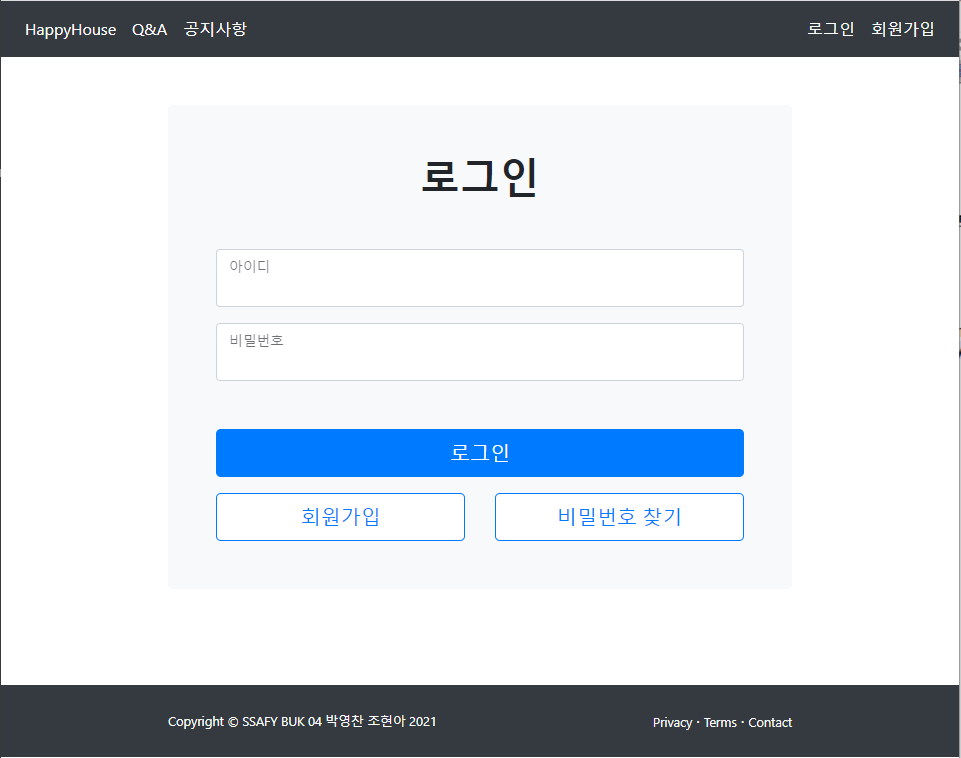 HappyHouse Q&A 공지사항 로그인 회원가입
로그인
아이디
비밀번호
로그인
회원가입 비밀번호 찾기
Copyright © SSAFY BUK 04 박영찬 조현아 2021 Privacy · Terms · Contact